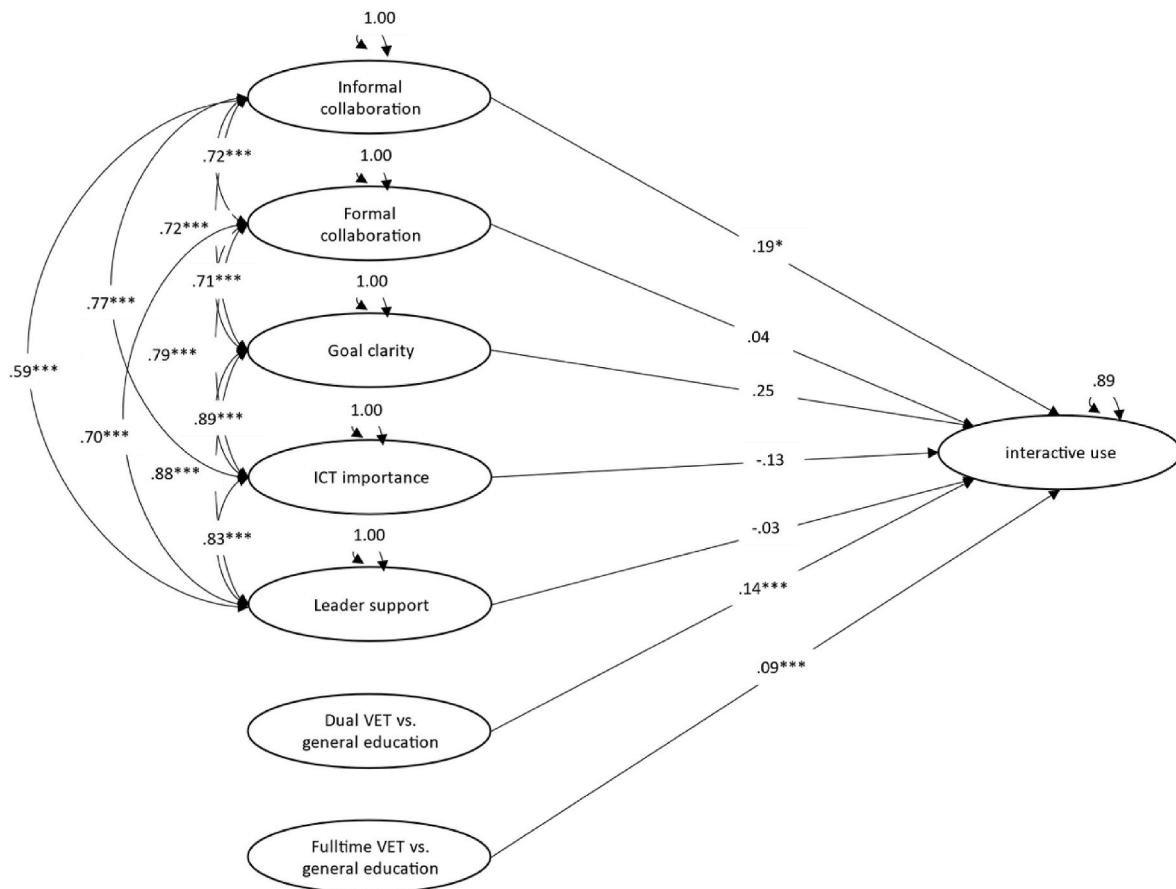 1.00
Informal
collaboration
.72***
1.00
Formal
collaboration
.72***
.19*
.71***
1.00
.77***
.04
Goal clarity
.79***
.59***
.25
.89
.89***
1.00
.70***
interactive use
-.13
ICT importance
.88***
.83***
1.00
-.03
Leader support
.14***
.09***
Dual VET vs.
general education
Fulltime VET vs.
general education